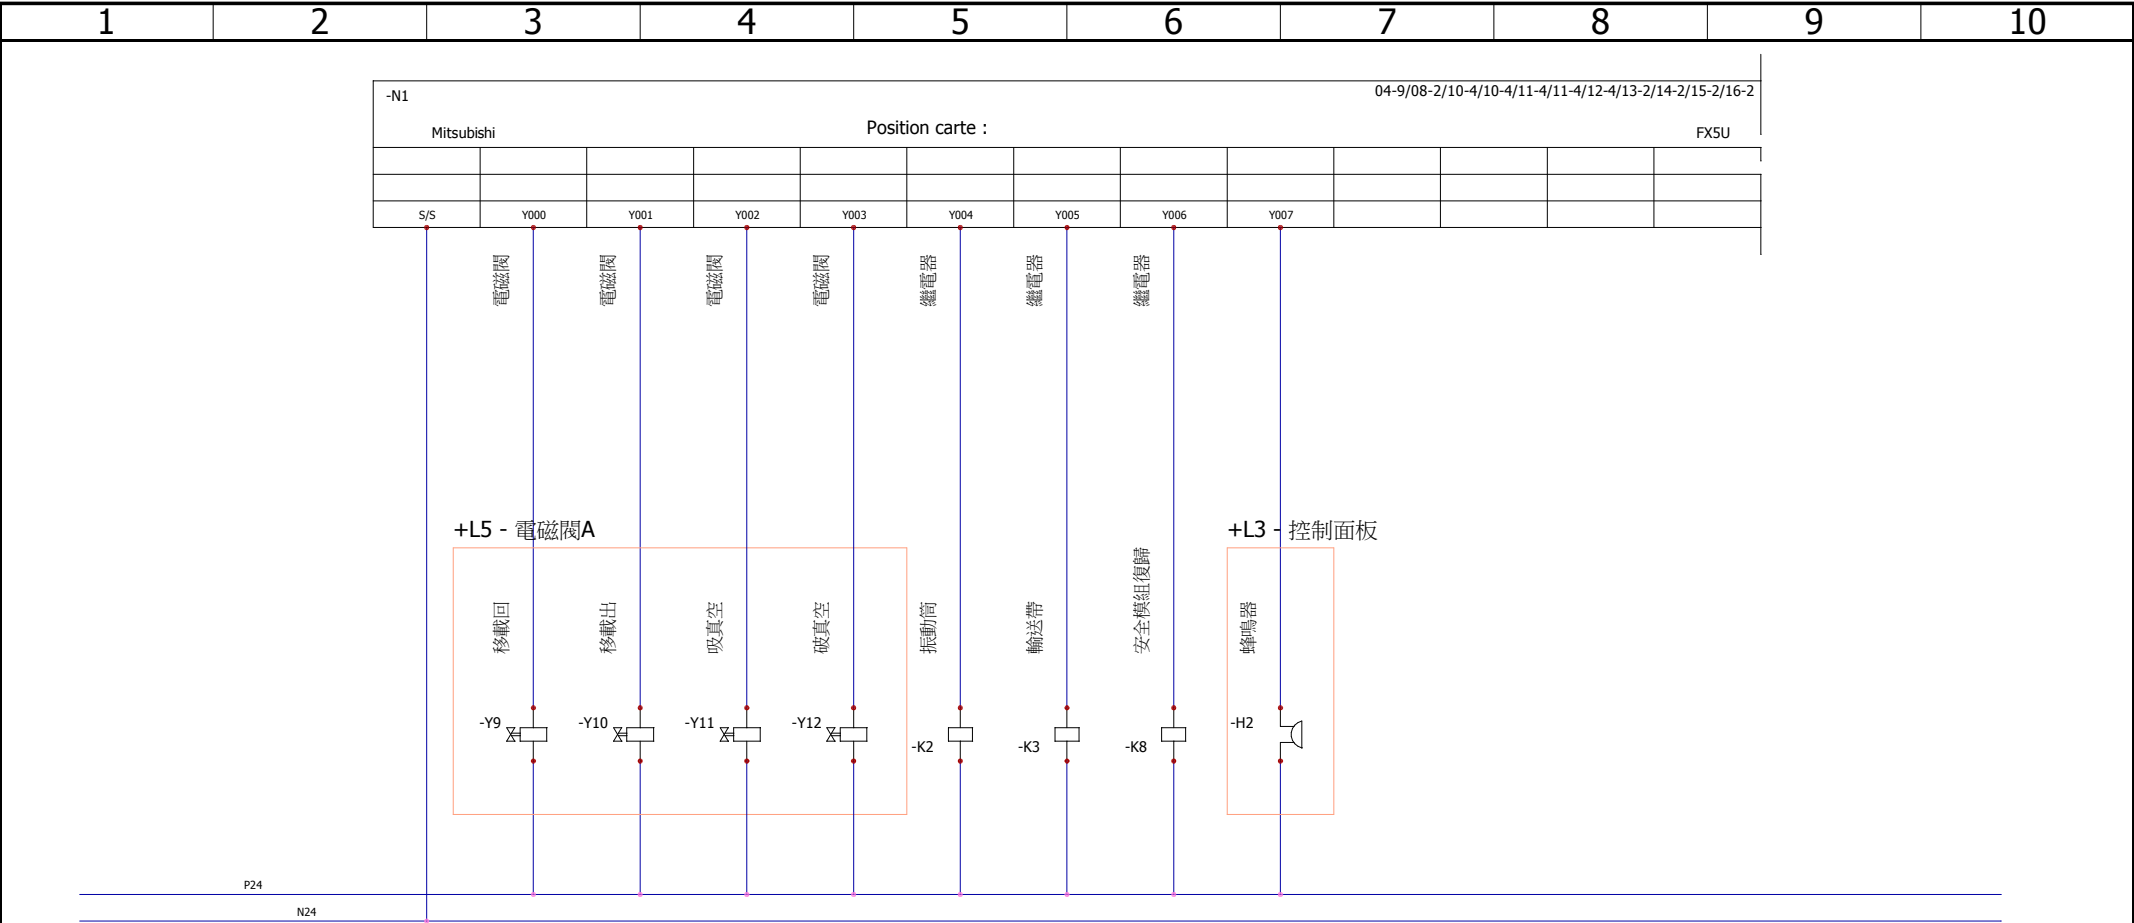 1 2 3 4 5 6 7 8 9 10
-N1 04-9/08-2/10-4/10-4/11-4/11-4/12-4/13-2/14-2/15-2/16-2
Mitsubishi Position carte : FX5U
S/S Y000 Y001 Y002 Y003 Y004 Y005 Y006 Y007
電磁閥 電磁閥 電磁閥 電磁閥 繼電器 繼電器 繼電器
+L5 - 電磁閥A +L3 - 控制面板
移載回 移載出 吸真空 破真空 振動筒 輸送帶 安全模組復歸 蜂鳴器
-Y9 -Y10 -Y11 -Y12 -K2 -K3 -K8 -H2
P24
N24